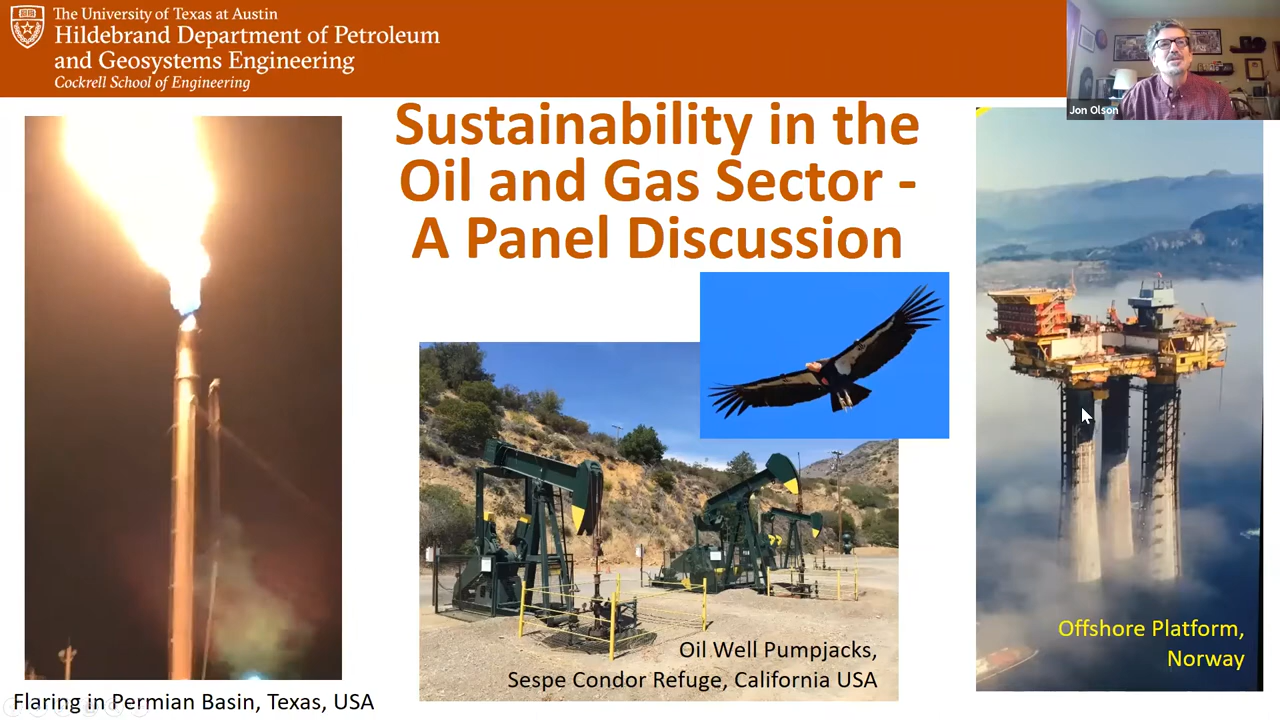 The University of Texas at Austin
Hildebrand Department of Petroleum
and Geosystems Engineering
Cockrell School of Engineering
Jon Olson
Sustainability in the
Oil and Gas Sector -
A Panel Discussion
Flaring in Permian Basin, Texas, USA
Oil Well Pumpjacks,
Sespe Condor Refuge, California USA
Offshore Platform,
Norway